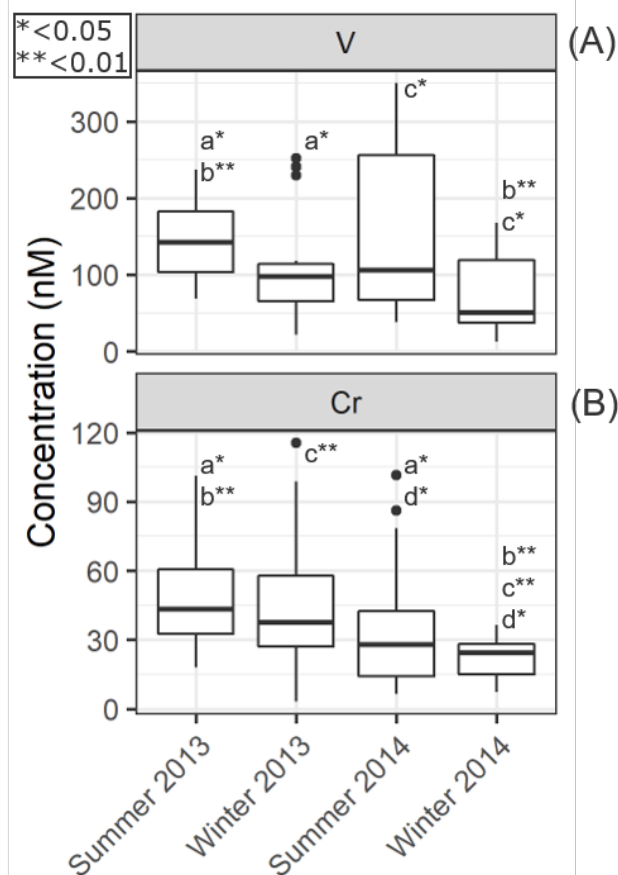 *<0.05
**<0.01
(A)
V
300
200
100
0
a*
b**
a*
c*
b**
c*
Concentration (nM)
(B)
Cr
120
90
60
30
0
a*
b**
c**
a*
d*
b**
c**
d*
Summer 2013
Winter 2013
Summer 2014
Winter 2014